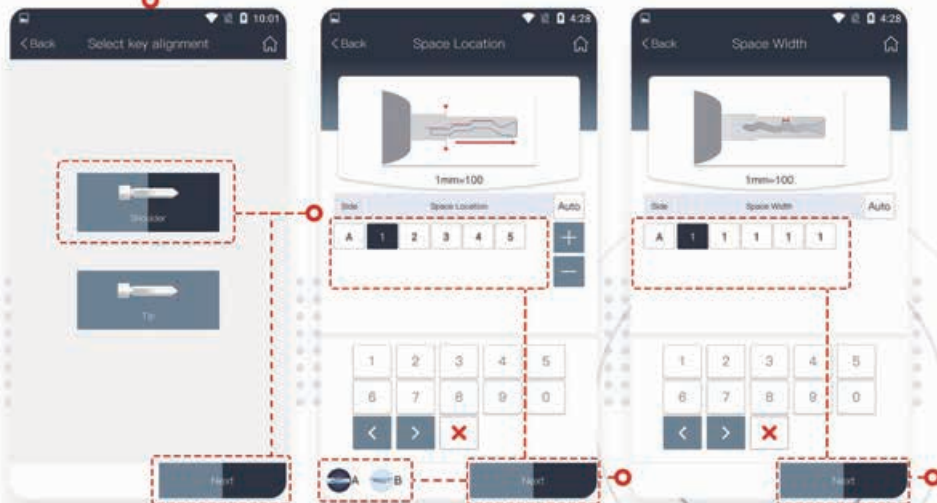 10:01
< Back Select key alignment
Shoulder
Tip
Next
4:28
< Back Space Location
1mm=100
Side Space Location Auto
A 1 2 3 4 5
+
−
1 2 3 4 5
6 7 8 9 0
< > ×
A B
Next
4:28
< Back Space Width
1mm=100
Side Space Width Auto
A 1 1 1 1 1
1 2 3 4 5
6 7 8 9 0
< > ×
Next